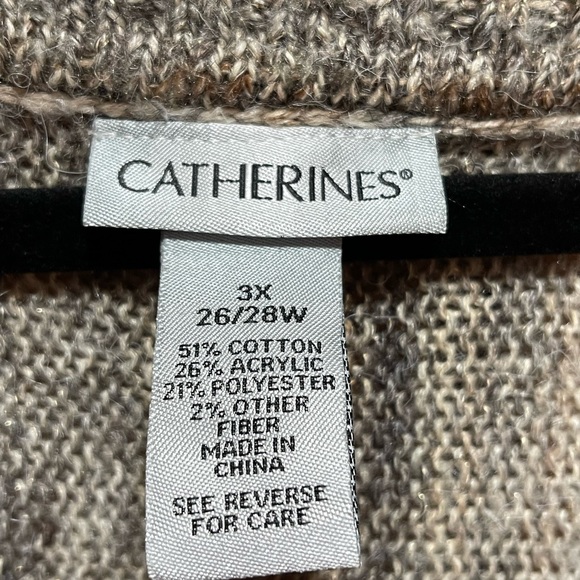 CATHERINES®
3X
26/28W
51% COTTON
26% ACRYLIC
21% POLYESTER
2% OTHER
FIBER
MADE IN
CHINA
SEE REVERSE
FOR CARE